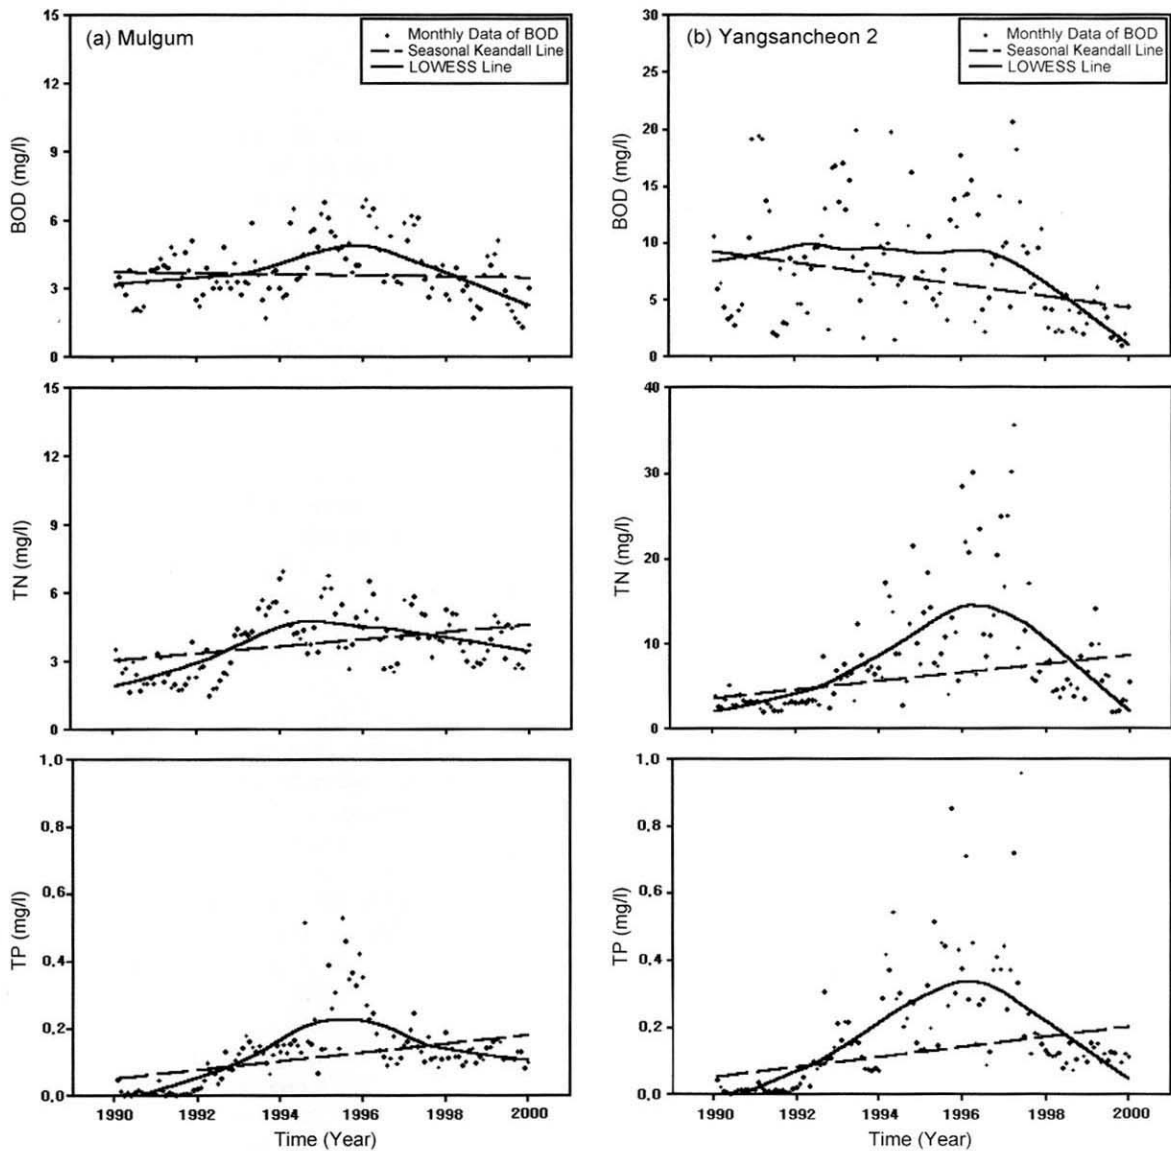 (a) Mulgum
Monthly Data of BOD
Seasonal Keandall Line
LOWESS Line
15
12
9
6
3
0
BOD (mg/l)
(b) Yangsancheon 2
Monthly Data of BOD
Seasonal Keandall Line
LOWESS Line
30
25
20
15
10
5
0
BOD (mg/l)
15
12
9
6
3
0
TN (mg/l)
40
30
20
10
0
TN (mg/l)
1.0
0.8
0.6
0.4
0.2
0.0
TP (mg/l)
1990 1992 1994 1996 1998 2000
Time (Year)
1.0
0.8
0.6
0.4
0.2
0.0
TP (mg/l)
1990 1992 1994 1996 1998 2000
Time (Year)